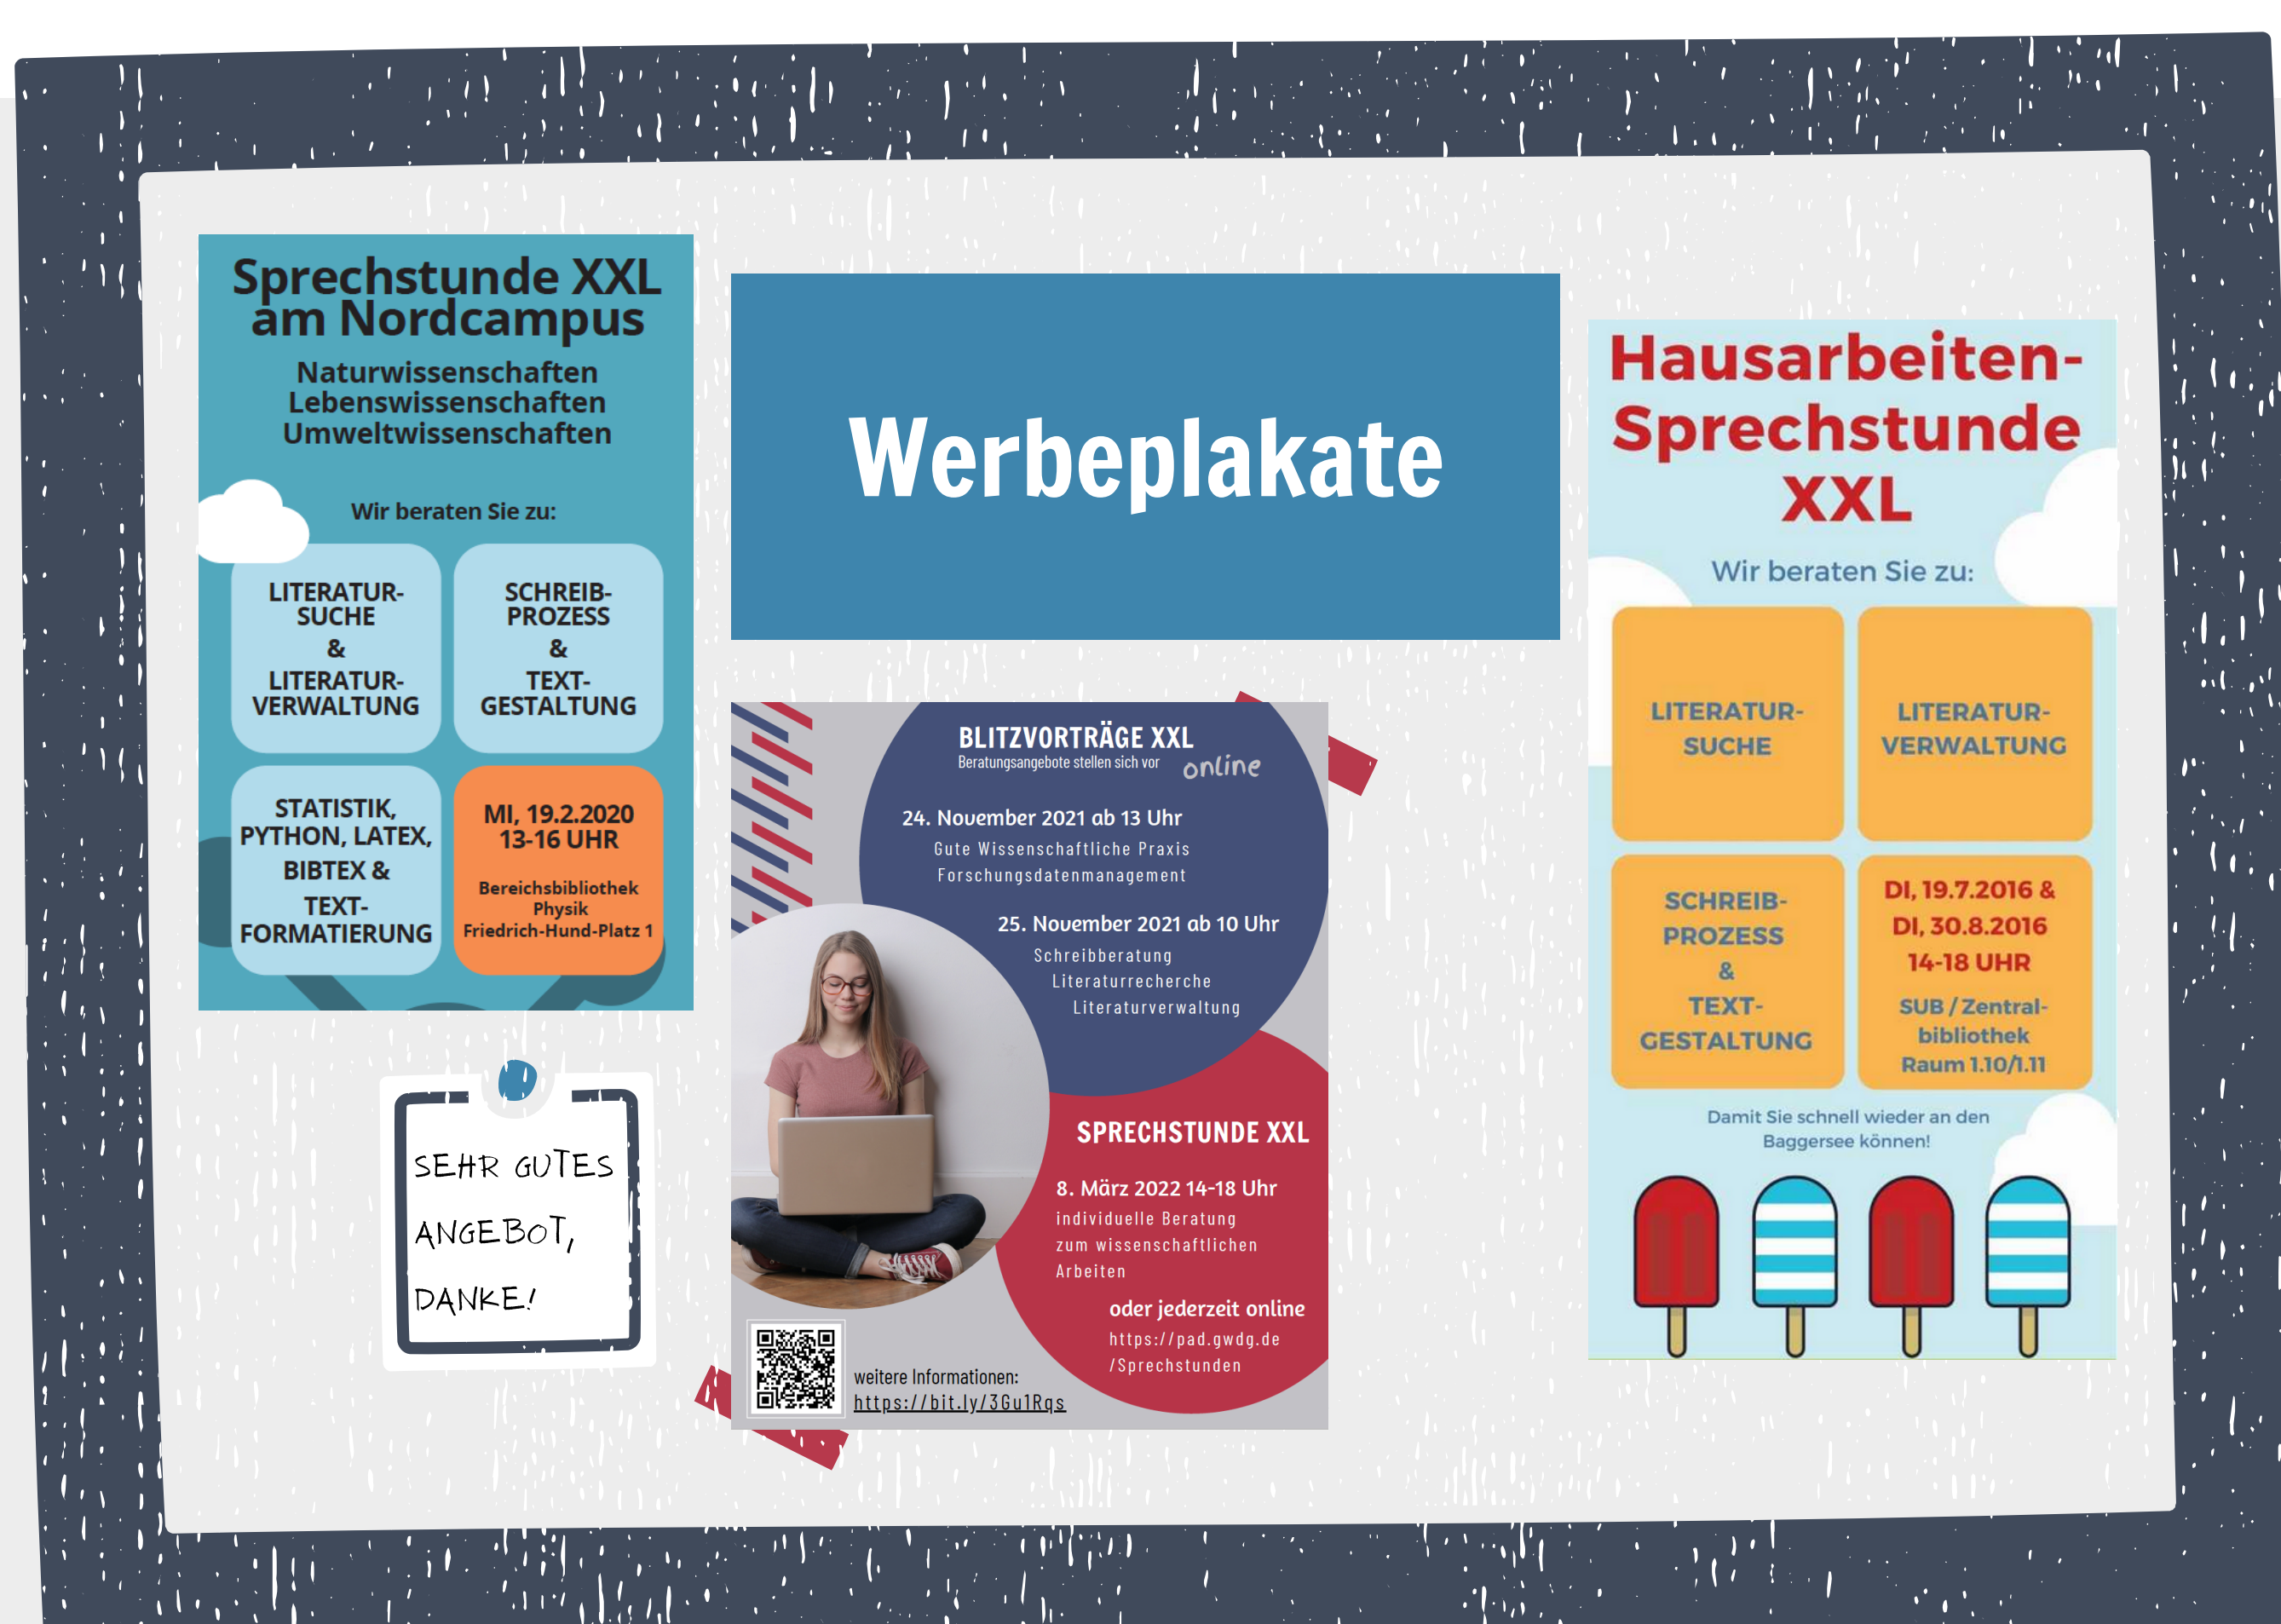 Sprechstunde XXL
am Nordcampus
Naturwissenschaften
Lebenswissenschaften
Umweltwissenschaften
Wir beraten Sie zu:
LITERATUR-
SUCHE
&
LITERATUR-
VERWALTUNG
SCHREIB-
PROZESS
&
TEXT-
GESTALTUNG
STATISTIK,
PYTHON, LATEX,
BIBTEX &
TEXT-
FORMATIERUNG
MI, 19.2.2020
13-16 UHR
Bereichsbibliothek
Physik
Friedrich-Hund-Platz 1
SEHR GUTES
ANGEBOT,
DANKE!
Werbeplakate
BLITZVORTRÄGE XXL
Beratungsangebote stellen sich vor
online
24. November 2021 ab 13 Uhr
Gute Wissenschaftliche Praxis
Forschungsdatenmanagement
25. November 2021 ab 10 Uhr
Schreibberatung
Literaturrecherche
Literaturverwaltung
SPRECHSTUNDE XXL
8. März 2022 14-18 Uhr
individuelle Beratung
zum wissenschaftlichen
Arbeiten
oder jederzeit online
https://pad.gwdg.de
/Sprechstunden
weitere Informationen:
https://bit.ly/3Gu1Rqs
Hausarbeiten-
Sprechstunde
XXL
Wir beraten Sie zu:
LITERATUR-
SUCHE
LITERATUR-
VERWALTUNG
SCHREIB-
PROZESS
&
TEXT-
GESTALTUNG
DI, 19.7.2016 &
DI, 30.8.2016
14-18 UHR
SUB / Zentral-
bibliothek
Raum 1.10/1.11
Damit Sie schnell wieder an den
Baggersee können!